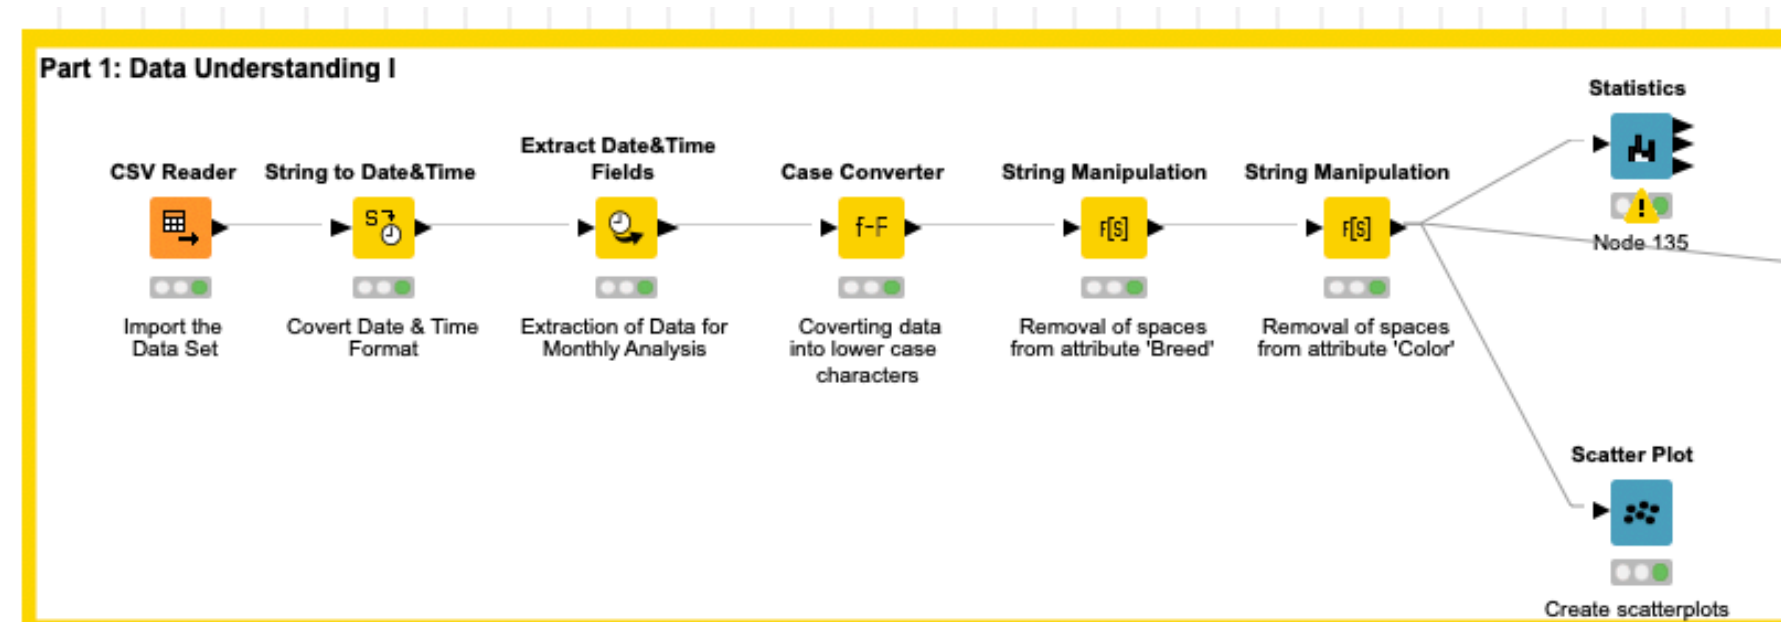 Part 1: Data Understanding I
CSV Reader
Import the
Data Set
String to Date&Time
S
Covert Date & Time
Format
Extract Date&Time
Fields
Extraction of Data for
Monthly Analysis
Case Converter
f-F
Coverting data
into lower case
characters
String Manipulation
F[S]
Removal of spaces
from attribute 'Breed'
String Manipulation
F[S]
Removal of spaces
from attribute 'Color'
Statistics
Node 135
Scatter Plot
Create scatterplots